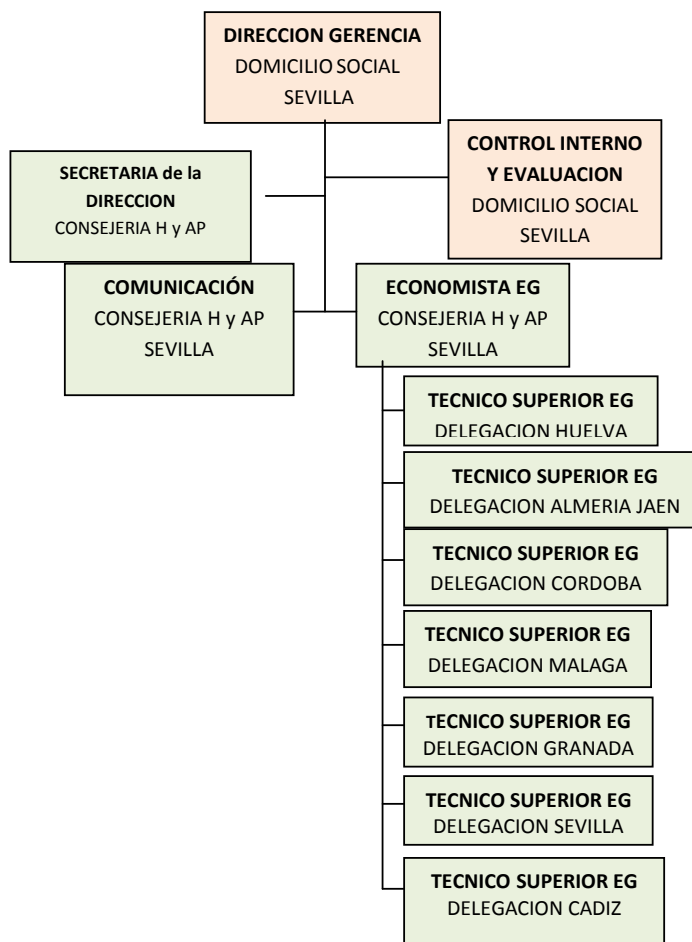 DIRECCION GERENCIA
DOMICILIO SOCIAL
SEVILLA
CONTROL INTERNO
Y EVALUACION
DOMICILIO SOCIAL
SEVILLA
SECRETARIA de la
DIRECCION
CONSEJERIA H y AP
COMUNICACIÓN
CONSEJERIA H y AP
SEVILLA
ECONOMISTA EG
CONSEJERIA H y AP
SEVILLA
TECNICO SUPERIOR EG
DELEGACION HUELVA
TECNICO SUPERIOR EG
DELEGACION ALMERIA JAEN
TECNICO SUPERIOR EG
DELEGACION CORDOBA
TECNICO SUPERIOR EG
DELEGACION MALAGA
TECNICO SUPERIOR EG
DELEGACION GRANADA
TECNICO SUPERIOR EG
DELEGACION SEVILLA
TECNICO SUPERIOR EG
DELEGACION CADIZ